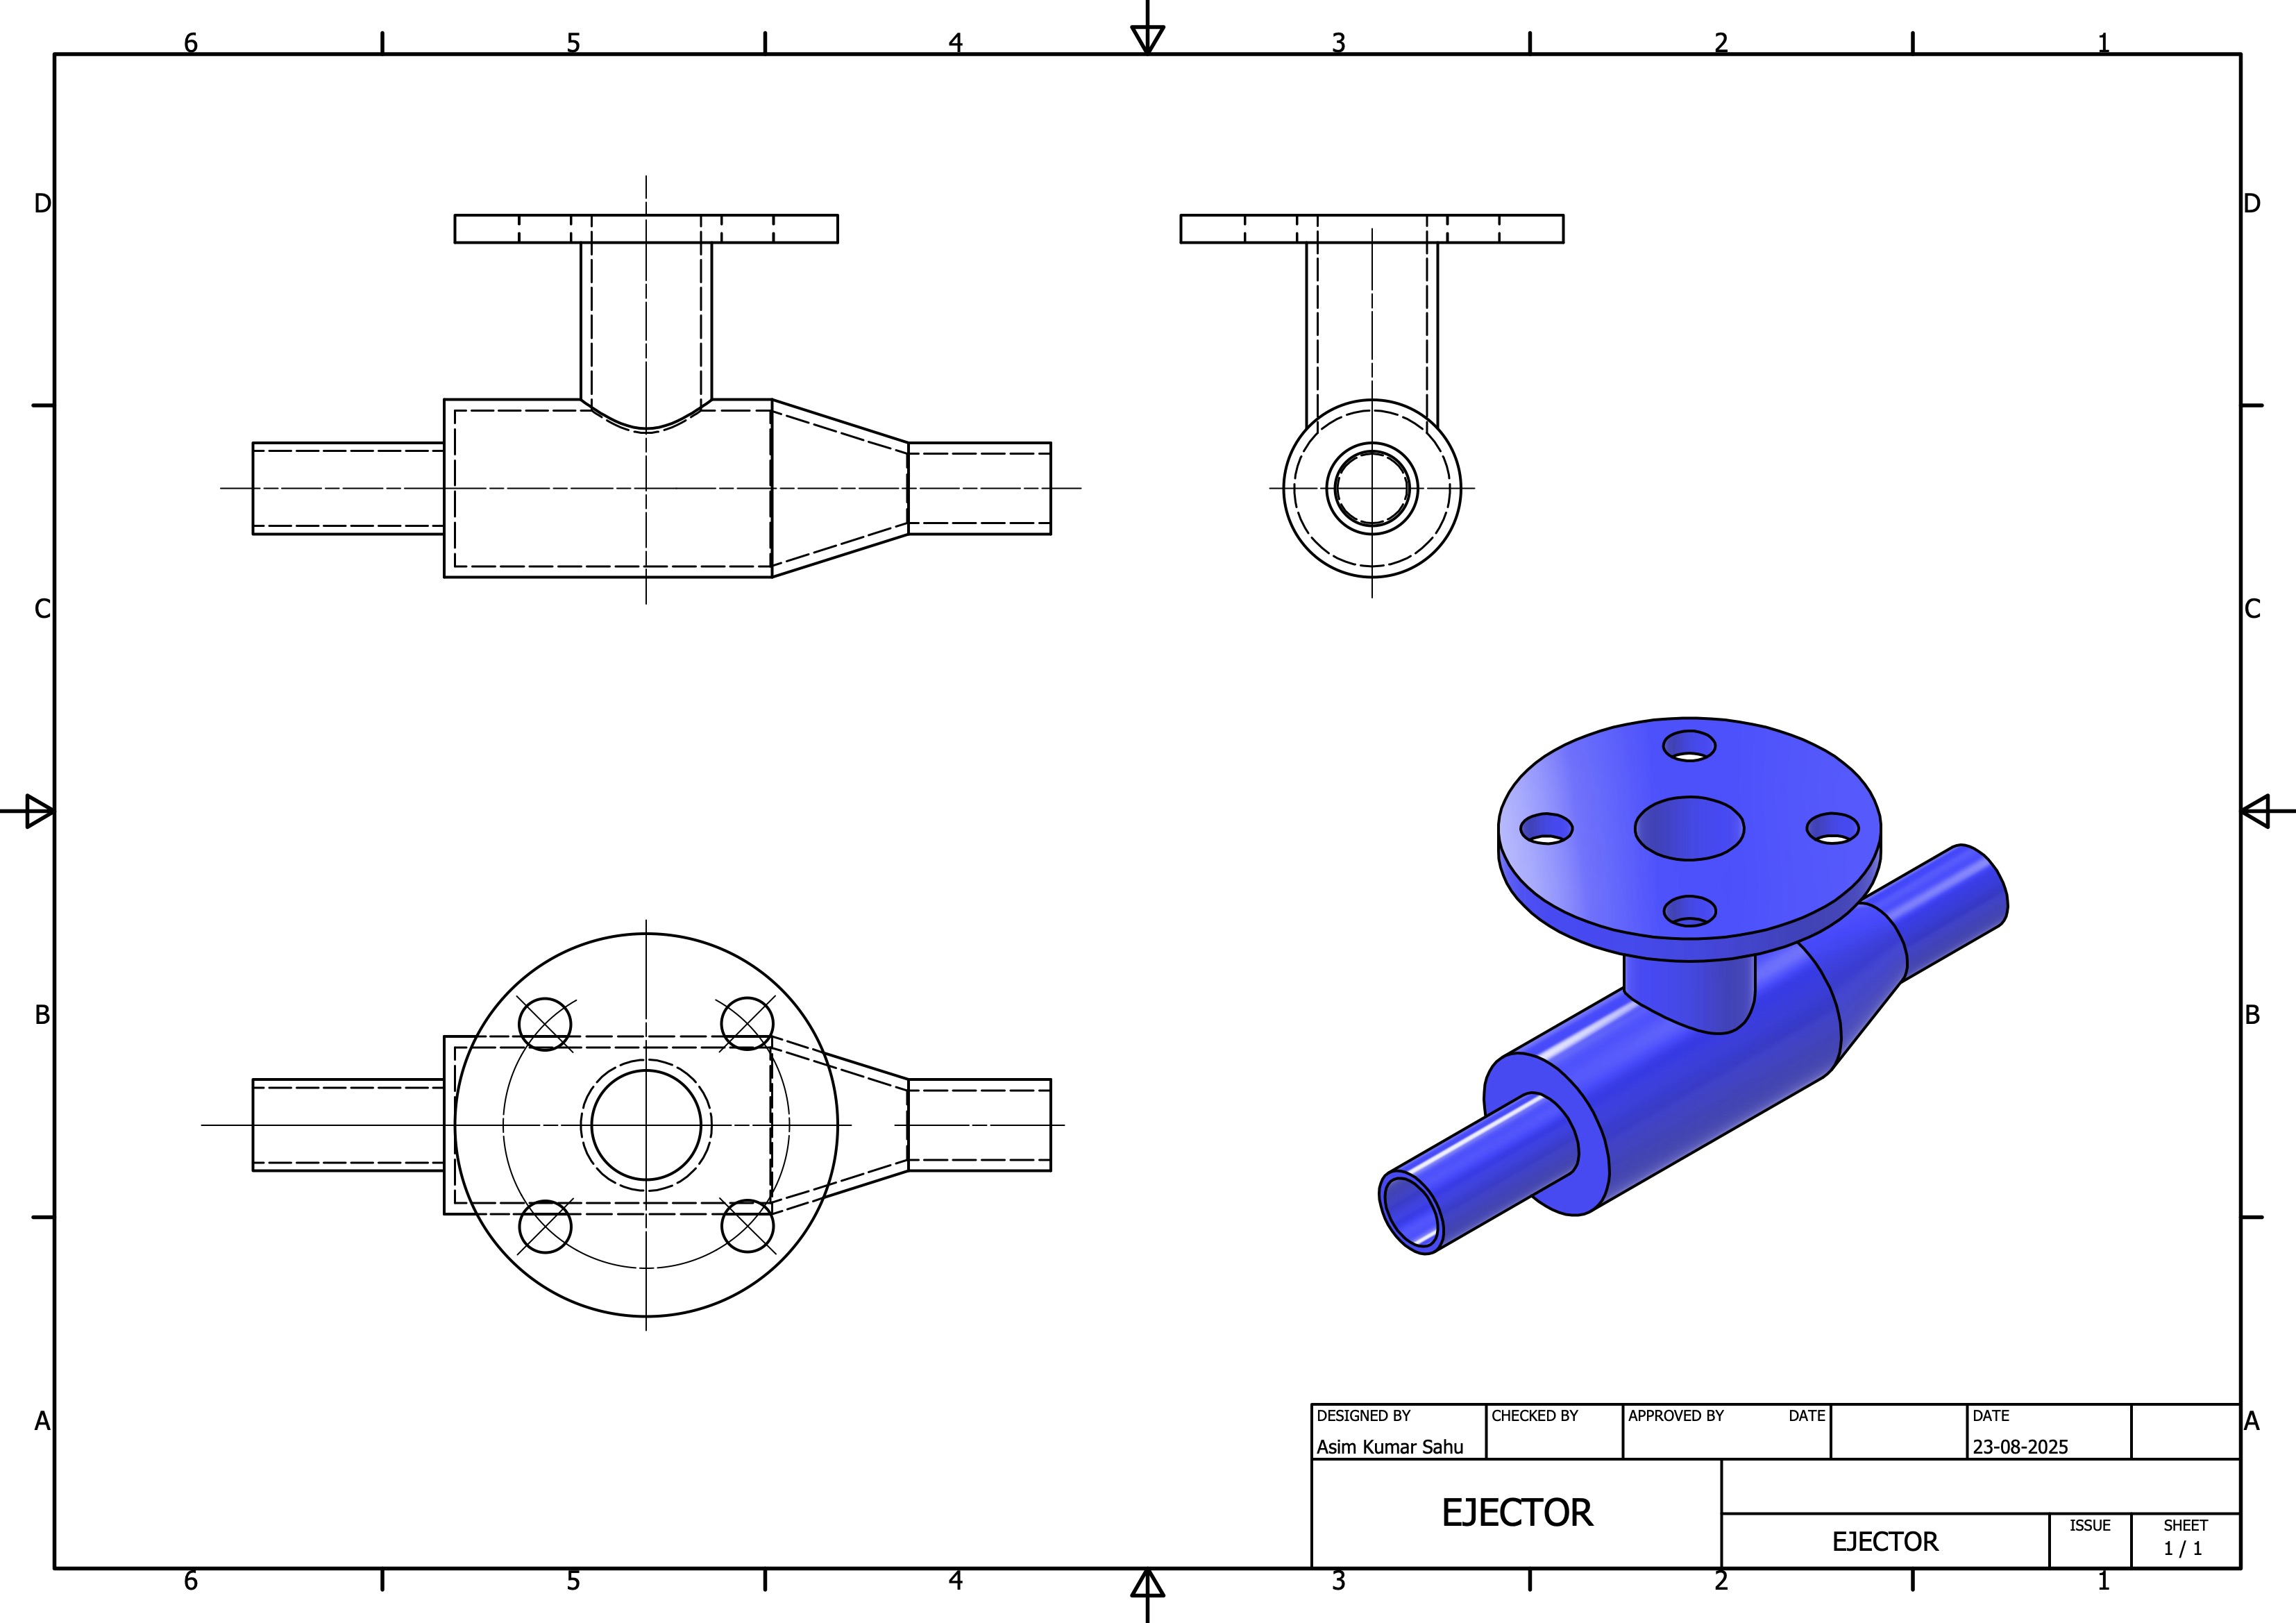 6 5 4 3 2 1
D D
C C
B B
A A
DESIGNED BY CHECKED BY APPROVED BY DATE DATE
Asim Kumar Sahu 23-08-2025
EJECTOR
EJECTOR
ISSUE SHEET
1 / 1
6 5 4 3 2 1